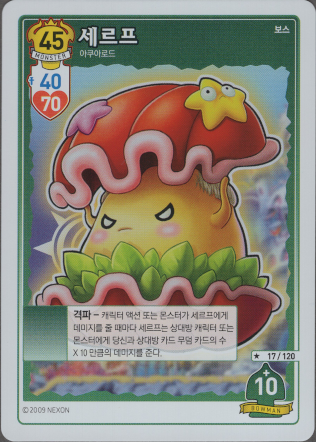 45
MONSTER
세르프
보스
아쿠아로드
40
70
격파 – 캐릭터 액션 또는 몬스터가 세르프에게
데미지를 줄 때마다 세르프는 상대방 캐릭터 또는
몬스터에게 당신과 상대방 카드 무덤 카드의 수
X 10 만큼의 데미지를 준다.
★ 17 / 120
+
10
BOWMAN
©2009 NEXON